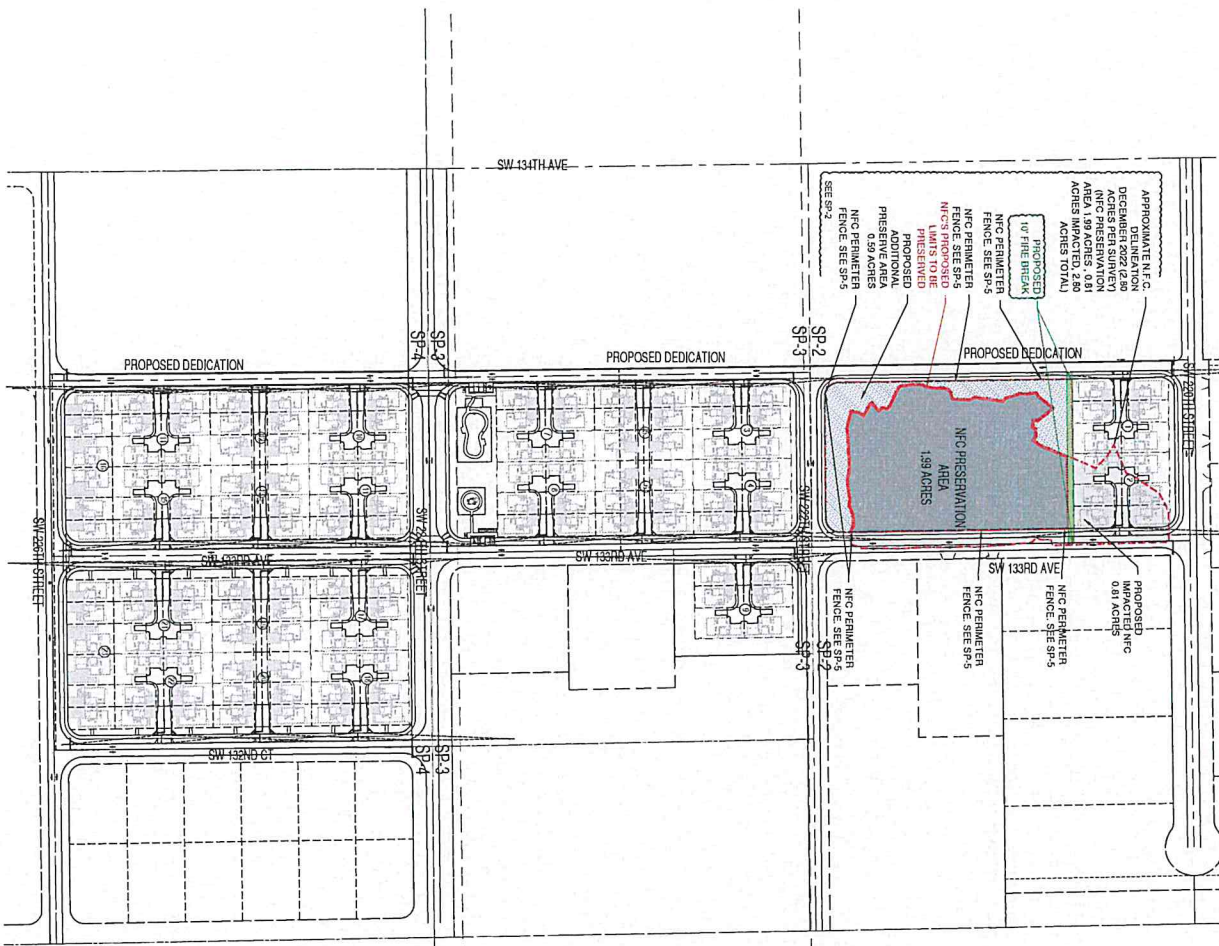 SW 134TH AVE
APPROXIMATE N.F.C.
DELINEATION
DECEMBER 2022 (2.80
ACRES PER SURVEY)
(NFC PRESERVATION
AREA 1.99 ACRES, 0.81
ACRES IMPACTED, 2.80
ACRES TOTAL)
PROPOSED
10' FIRE BREAK
NFC PERIMETER
FENCE. SEE SP-5
NFC PERIMETER
FENCE. SEE SP-5
NFC'S PROPOSED
LIMITS TO BE
PRESERVED
PROPOSED
ADDITIONAL
PRESERVE AREA
0.59 ACRES
NFC PERIMETER
FENCE. SEE SP-5
SEE SP-2
SP-4
SP-3
SP-3
SP-2
PROPOSED DEDICATION
PROPOSED DEDICATION
PROPOSED DEDICATION
SW 220TH STREET
NFC PRESERVATION
AREA
1.99 ACRES
SW 226TH STREET
SW 133RD AVE
SW 133RD AVE
SW 133RD AVE
PROPOSED
IMPACTED NFC
0.81 ACRES
NFC PERIMETER
FENCE. SEE SP-5
NFC PERIMETER
FENCE. SEE SP-5
NFC PERIMETER
FENCE. SEE SP-5
SP-3
SP-2
SP-4
SP-3
SW 132ND CT